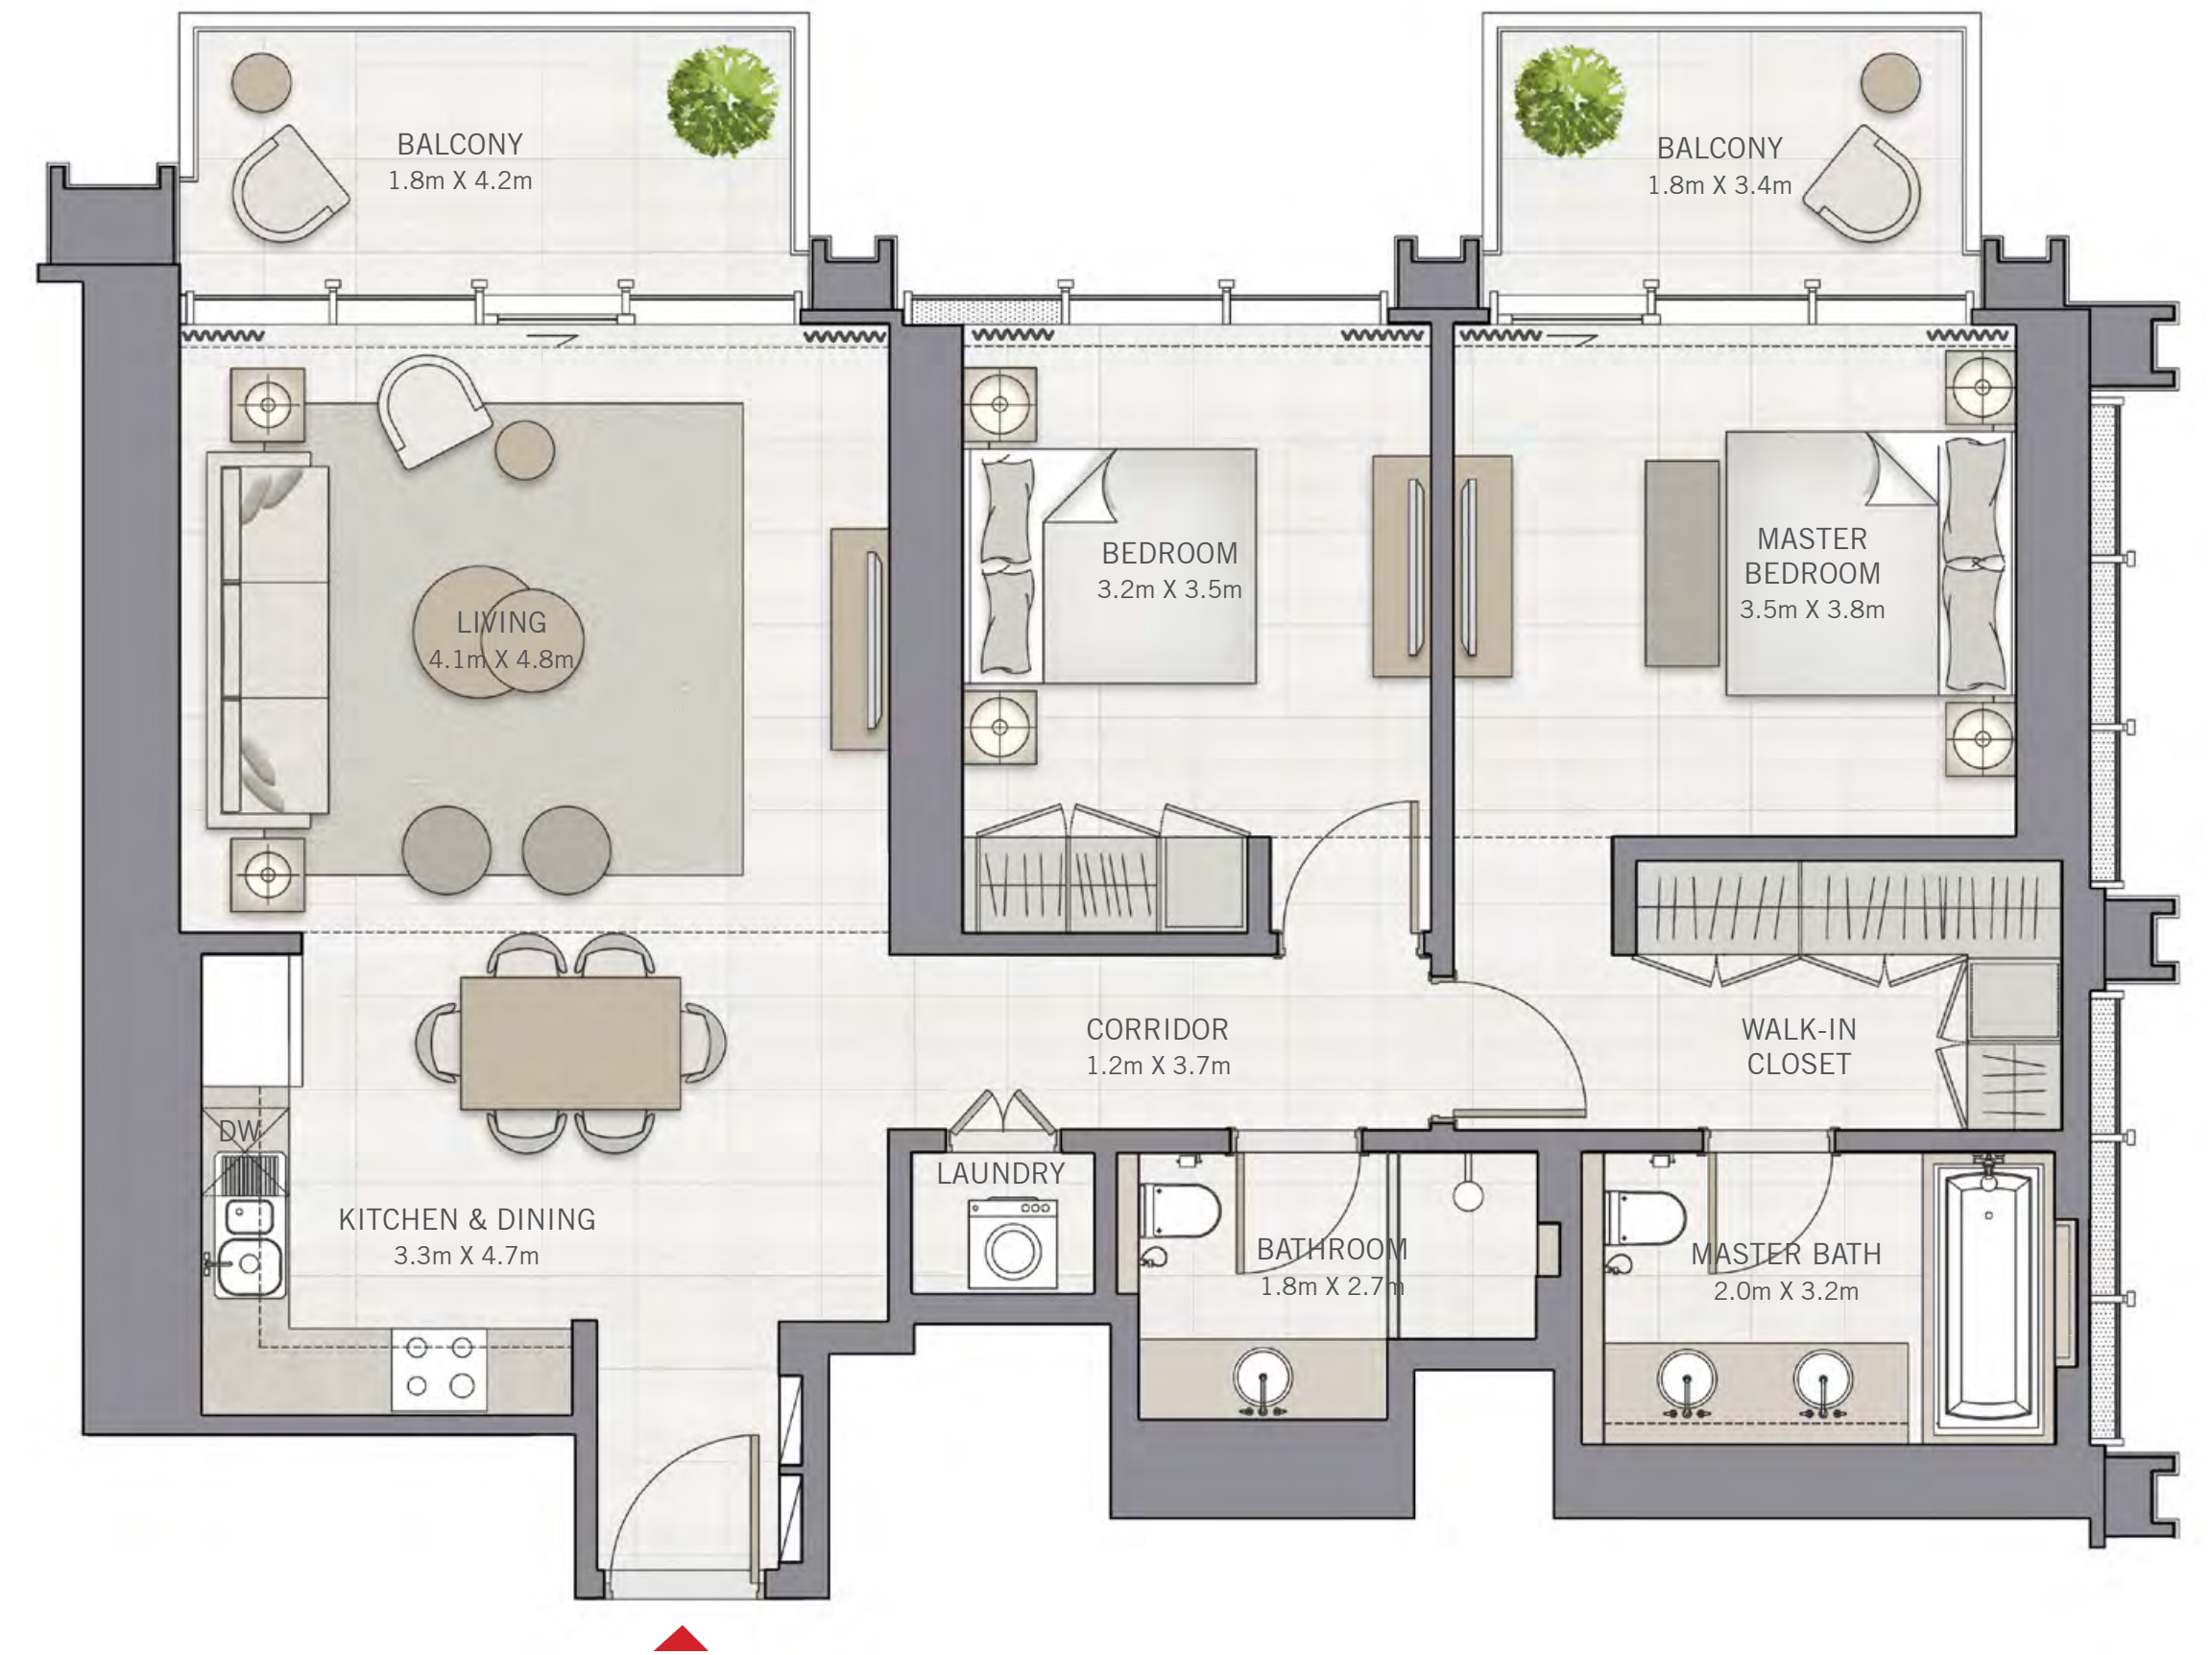 BALCONY
1.8m X 4.2m
BALCONY
1.8m X 3.4m
BEDROOM
3.2m X 3.5m
MASTER
BEDROOM
3.5m X 3.8m
LIVING
4.1m X 4.8m
CORRIDOR
1.2m X 3.7m
WALK-IN
CLOSET
DW
LAUNDRY
KITCHEN & DINING
3.3m X 4.7m
BATHROOM
1.8m X 2.7m
MASTER BATH
2.0m X 3.2m